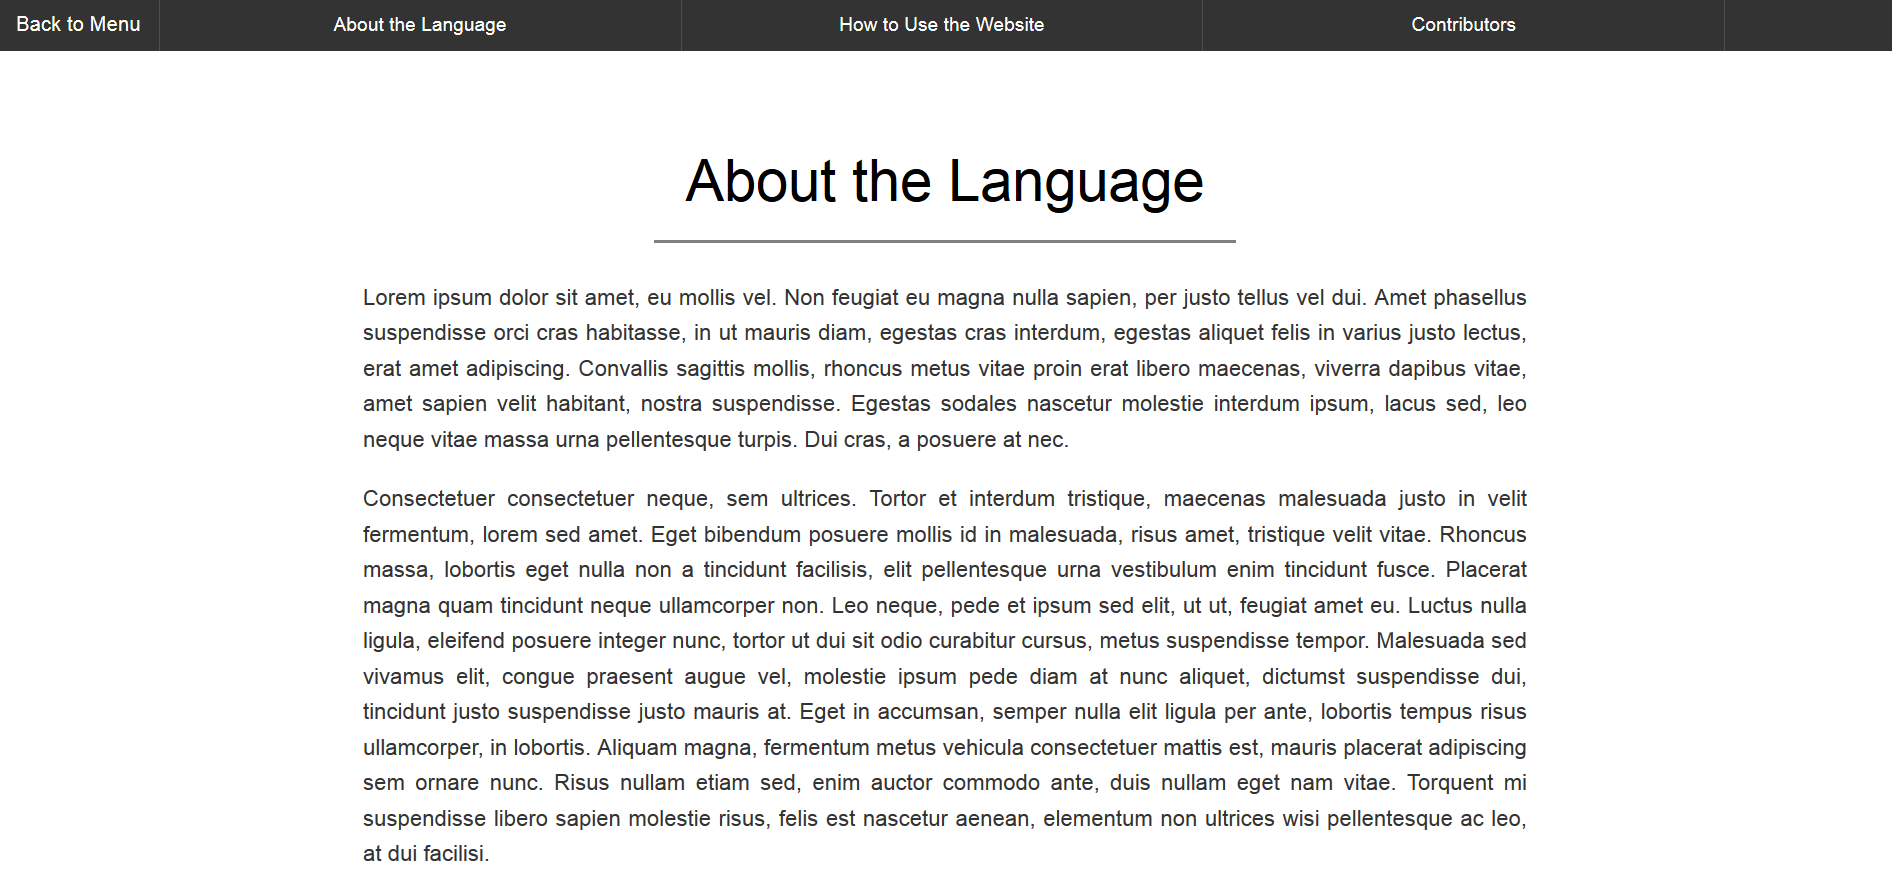 Back to Menu
About the Language
How to Use the Website
Contributors
About the Language
Lorem ipsum dolor sit amet, eu mollis vel. Non feugiat eu magna nulla sapien, per justo tellus vel dui. Amet phasellus
suspendisse orci cras habitasse, in ut mauris diam, egestas cras interdum, egestas aliquet felis in varius justo lectus,
erat amet adipiscing. Convallis sagittis mollis, rhoncus metus vitae proin erat libero maecenas, viverra dapibus vitae,
amet sapien velit habitant, nostra suspendisse. Egestas sodales nascetur molestie interdum ipsum, lacus sed, leo
neque vitae massa urna pellentesque turpis. Dui cras, a posuere at nec.
Consectetuer consectetuer neque, sem ultrices. Tortor et interdum tristique, maecenas malesuada justo in velit
fermentum, lorem sed amet. Eget bibendum posuere mollis id in malesuada, risus amet, tristique velit vitae. Rhoncus
massa, lobortis eget nulla non a tincidunt facilisis, elit pellentesque urna vestibulum enim tincidunt fusce. Placerat
magna quam tincidunt neque ullamcorper non. Leo neque, pede et ipsum sed elit, ut ut, feugiat amet eu. Luctus nulla
ligula, eleifend posuere integer nunc, tortor ut dui sit odio curabitur cursus, metus suspendisse tempor. Malesuada sed
vivamus elit, congue praesent augue vel, molestie ipsum pede diam at nunc aliquet, dictumst suspendisse dui,
tincidunt justo suspendisse justo mauris at. Eget in accumsan, semper nulla elit ligula per ante, lobortis tempus risus
ullamcorper, in lobortis. Aliquam magna, fermentum metus vehicula consectetuer mattis est, mauris placerat adipiscing
sem ornare nunc. Risus nullam etiam sed, enim auctor commodo ante, duis nullam eget nam vitae. Torquent mi
suspendisse libero sapien molestie risus, felis est nascetur aenean, elementum non ultrices wisi pellentesque ac leo,
at dui facilisi.